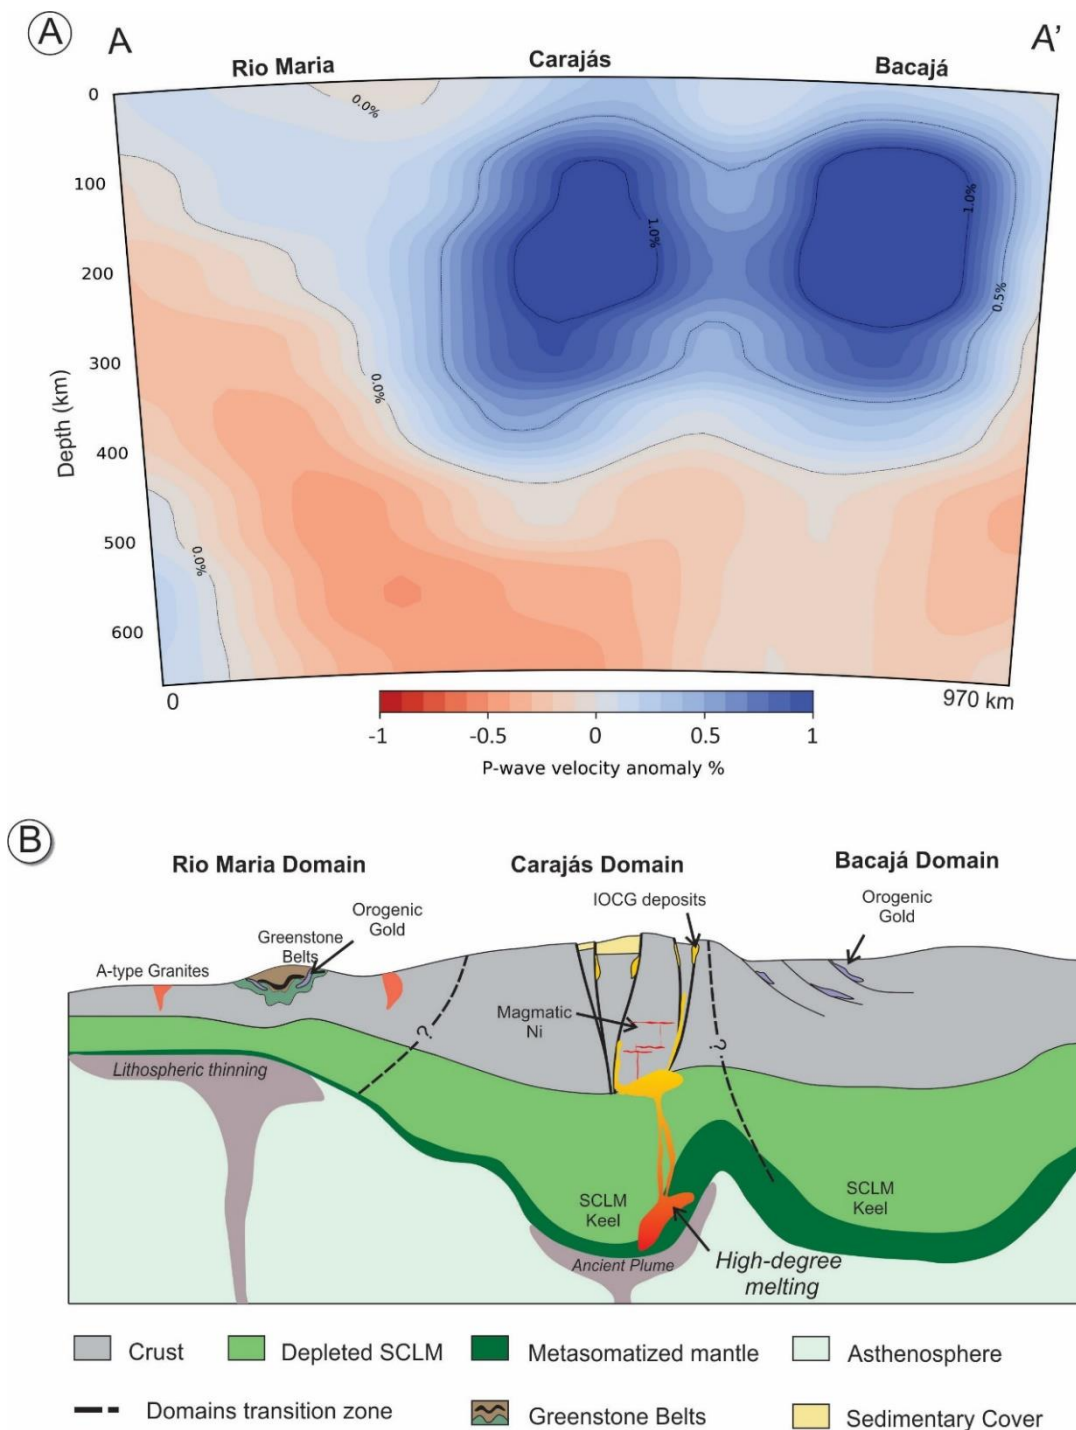 A
A
A'
Rio Maria
Carajás
Bacajá
0
100
200
300
400
500
600
Depth (km)
0.0%
1.0%
1.0%
0.5%
0.0%
0.0%
0
970 km
-1
-0.5
0
0.5
1
P-wave velocity anomaly %
B
Rio Maria Domain
Carajás Domain
Bacajá Domain
Orogenic
Gold
IOCG deposits
Orogenic
Gold
Greenstone
Belts
A-type Granites
Magmatic
Ni
?
?
Lithospheric thinning
SCLM
Keel
SCLM
Keel
Ancient Plume
High-degree
melting
Crust
Depleted SCLM
Metasomatized mantle
Asthenosphere
Domains transition zone
Greenstone Belts
Sedimentary Cover